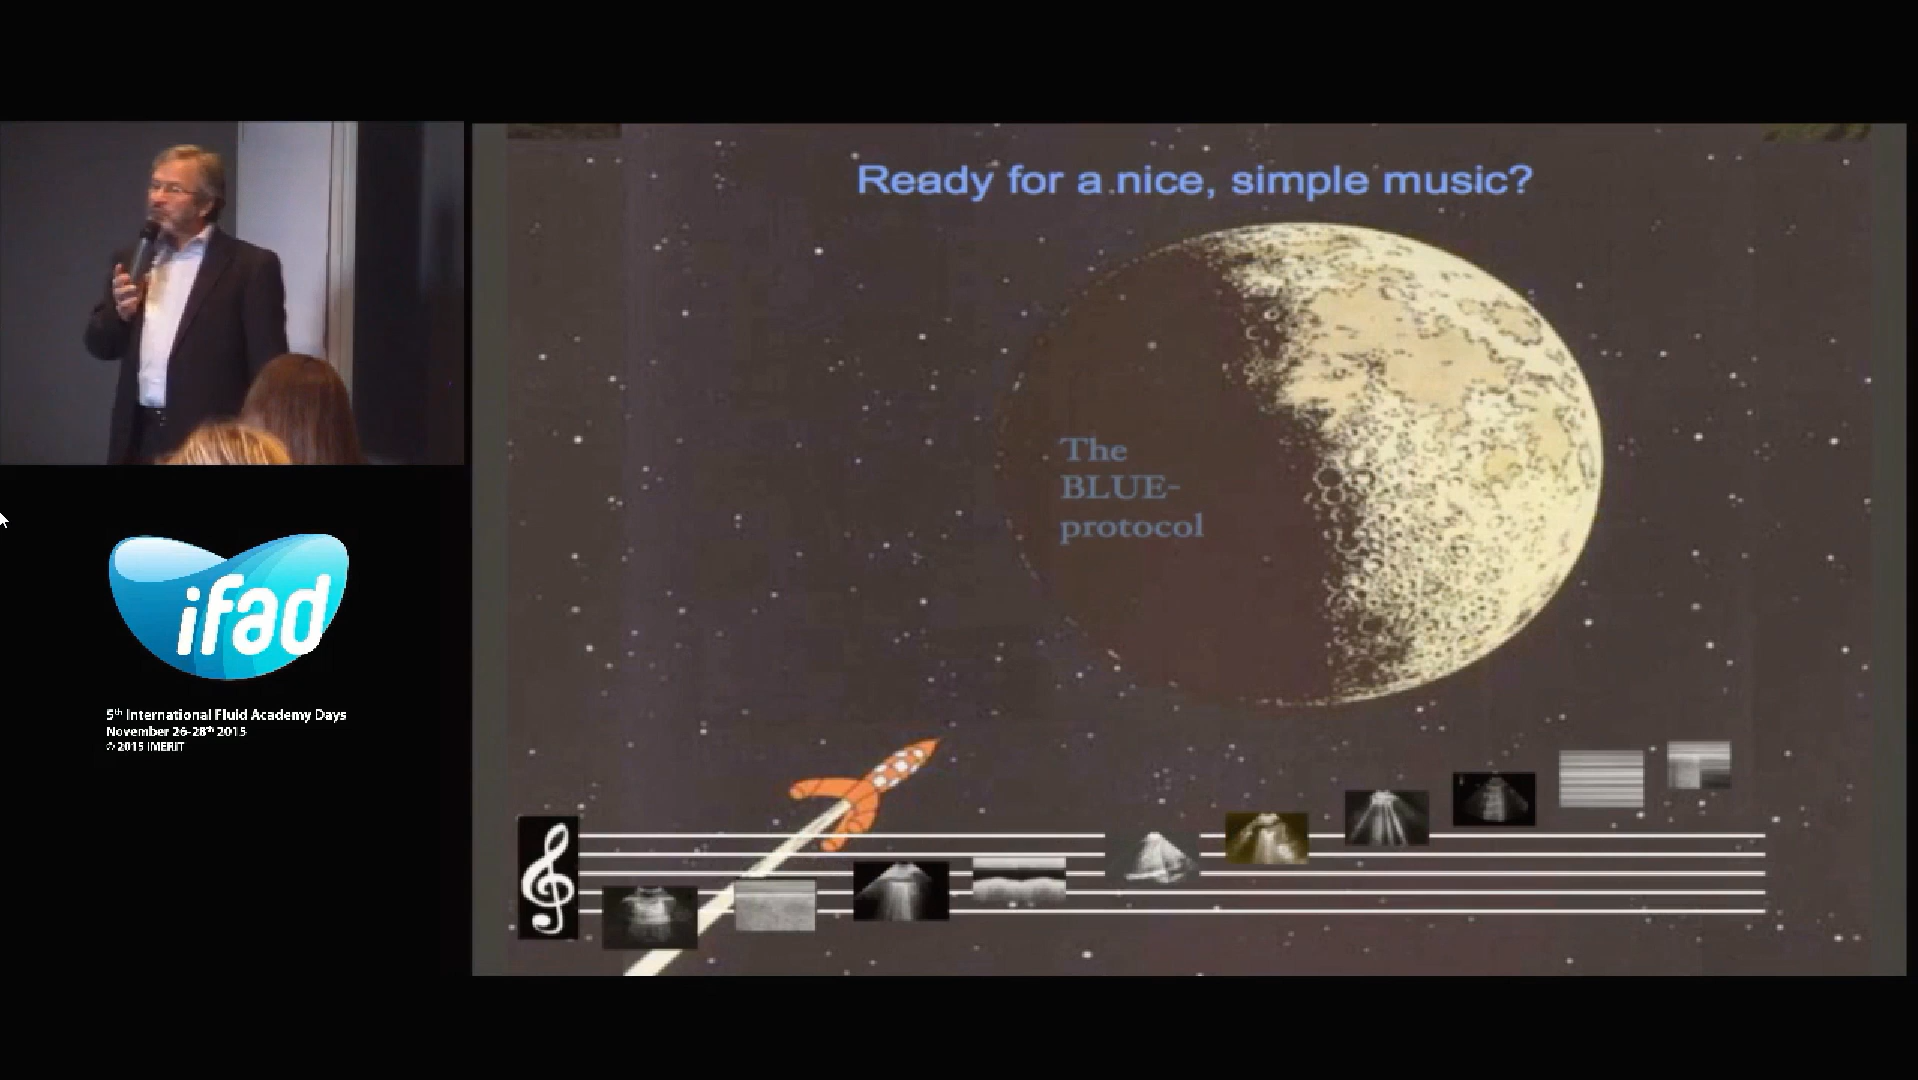 Ready for a nice, simple music?
The
BLUE-
protocol
ifad
5th International Fluid Academy Days
November 26-28th 2015
© 2015 IMERIT